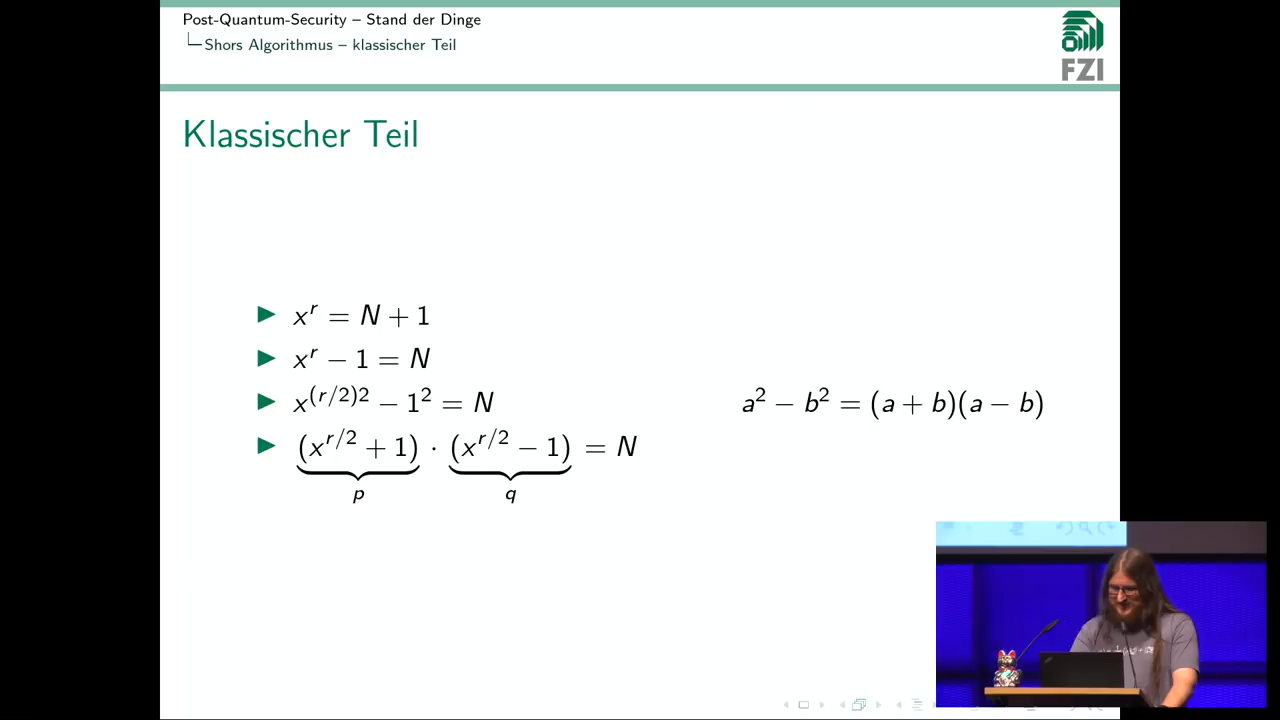 Post-Quantum-Security – Stand der Dinge
Shors Algorithmus – klassischer Teil
FZI
Klassischer Teil
x^r = N + 1
x^r − 1 = N
x^{(r/2)2} − 1^2 = N
a^2 − b^2 = (a + b)(a − b)
(x^{r/2} + 1) · (x^{r/2} − 1) = N
p q